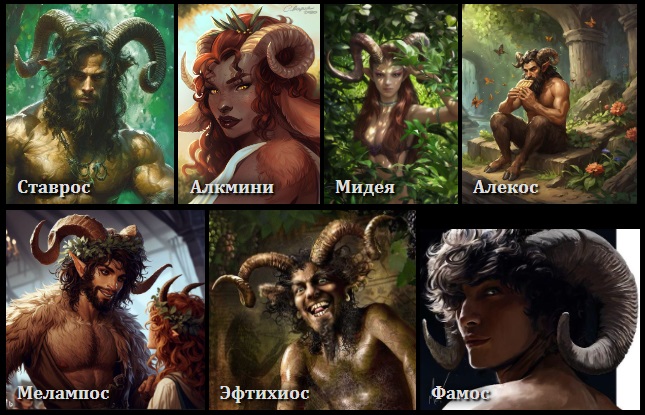 Ставрос
Алкмини
Мидея
Алекос
Мелампос
Эфтихиос
Фамос